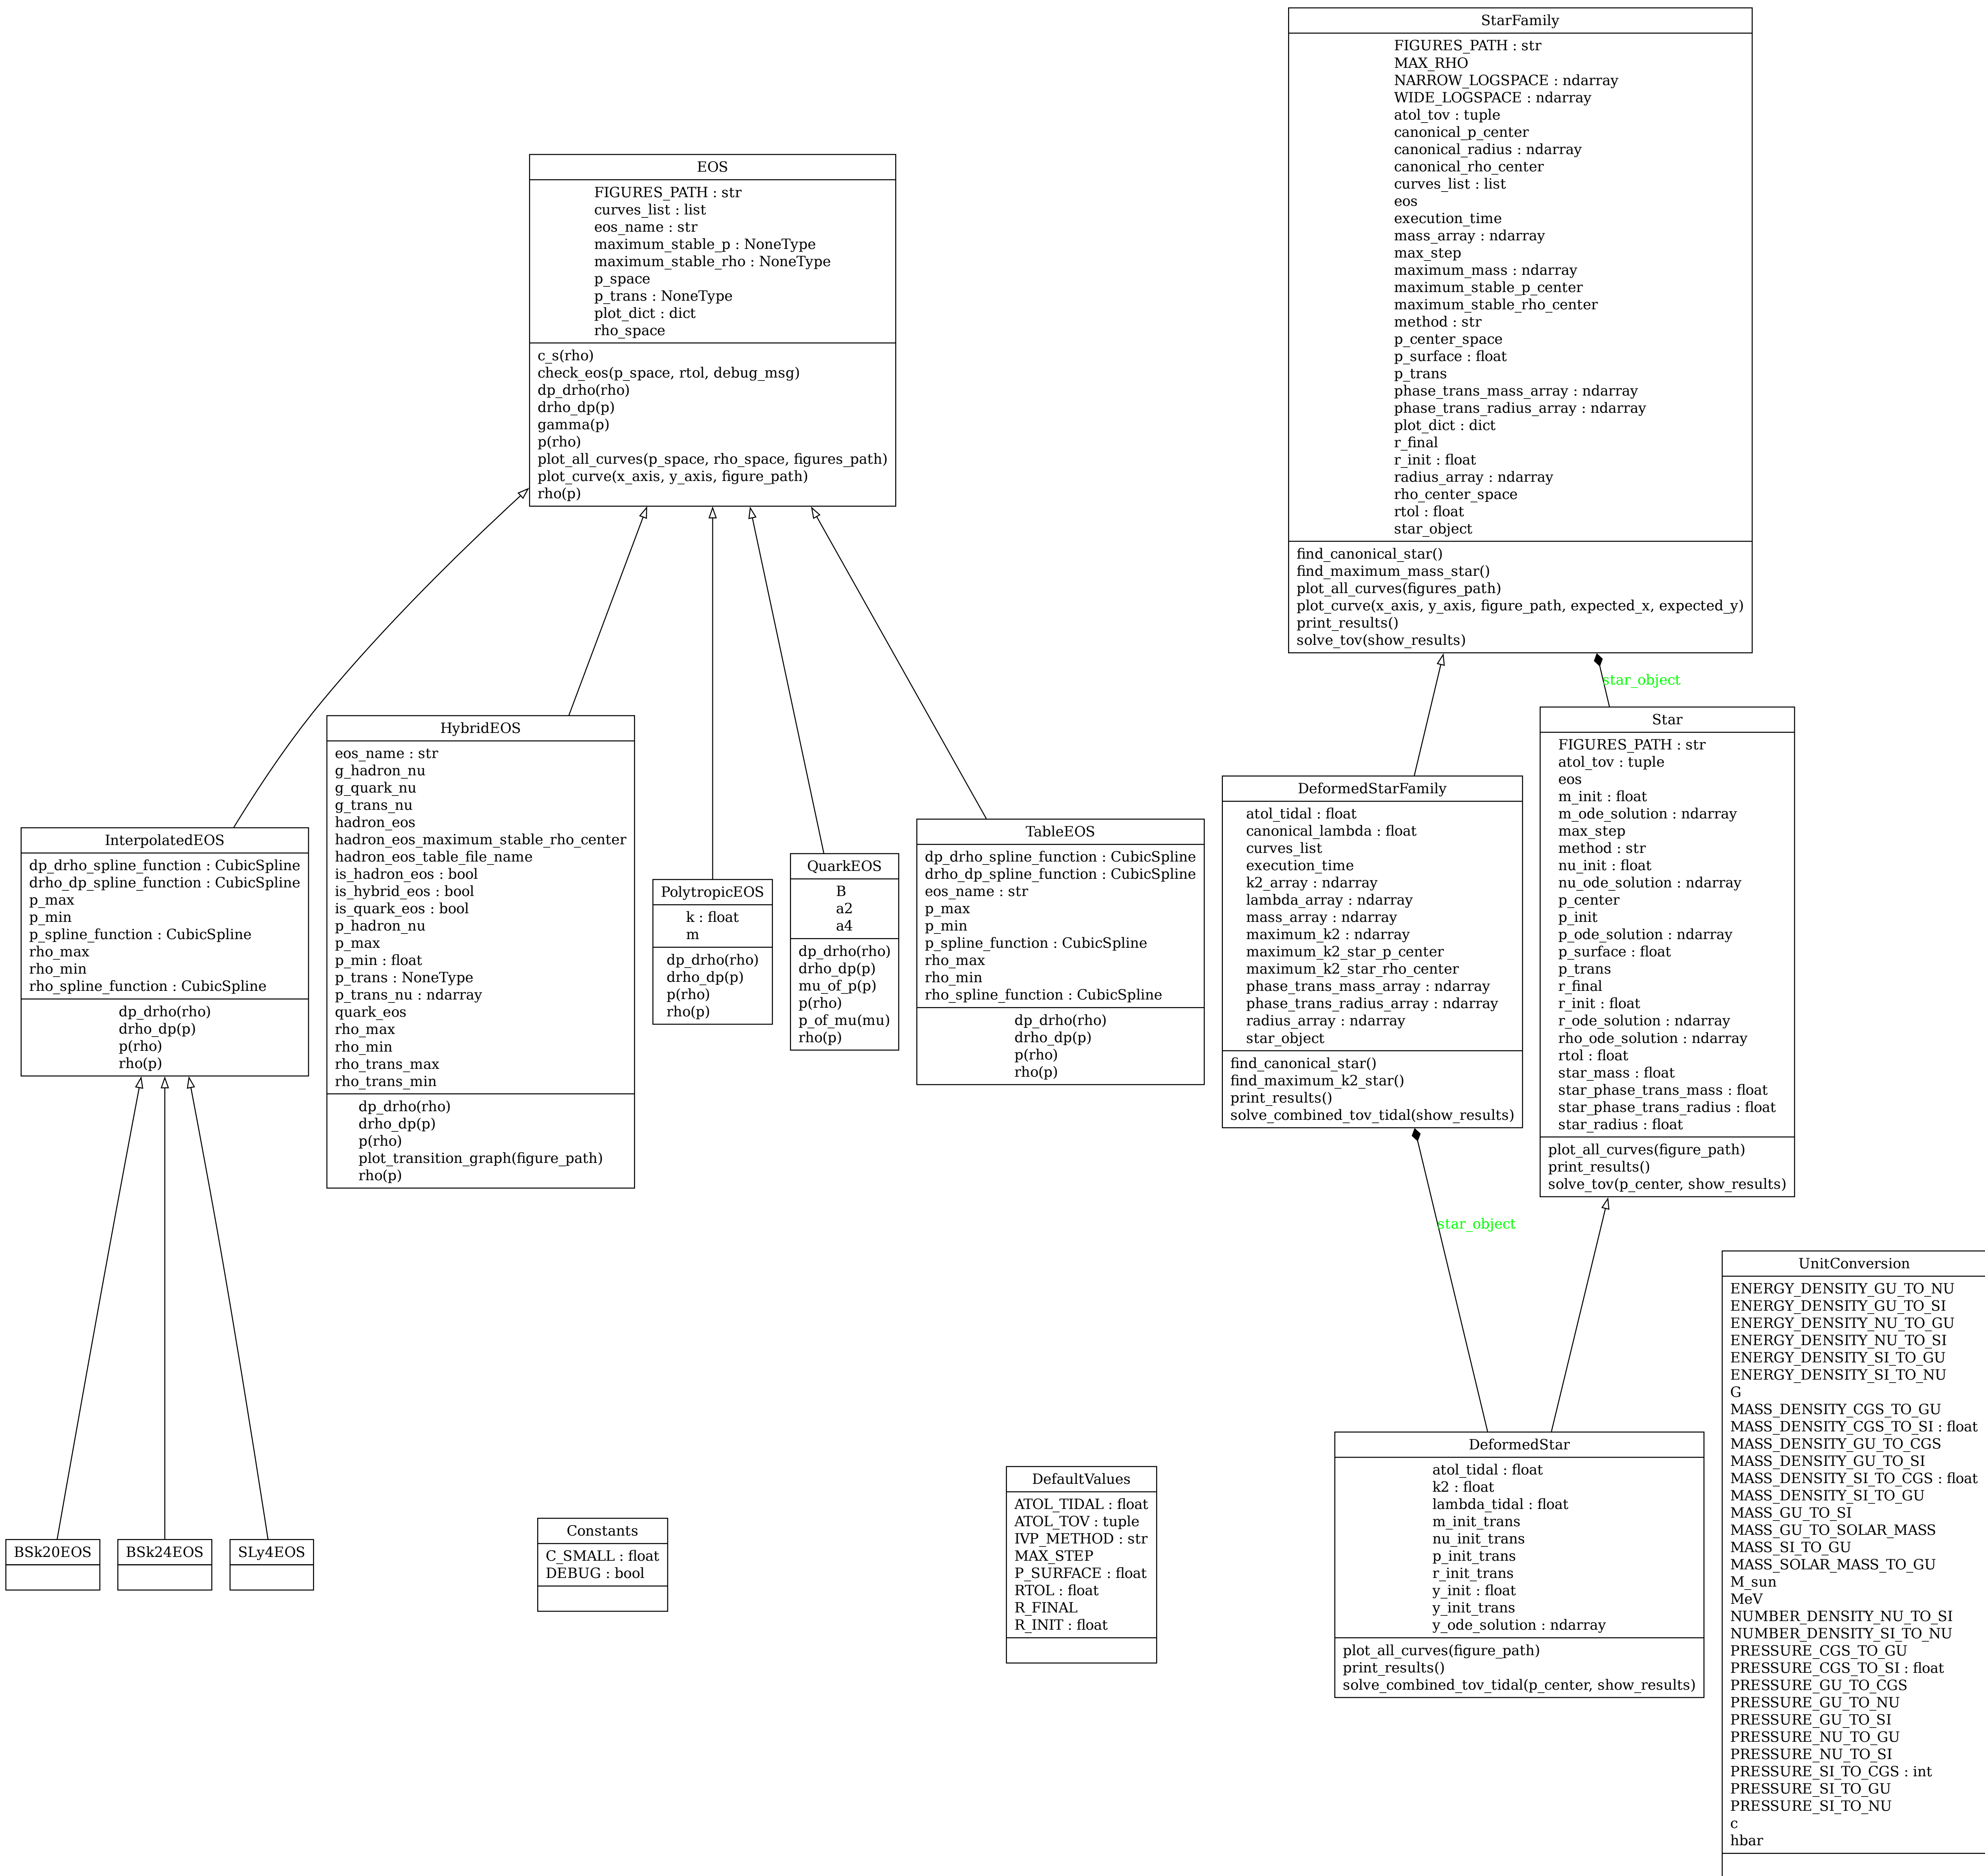 StarFamily
FIGURES_PATH : str
MAX_RHO
NARROW_LOGSPACE : ndarray
WIDE_LOGSPACE : ndarray
atol_tov : tuple
canonical_p_center
canonical_radius : ndarray
canonical_rho_center
curves_list : list
eos
execution_time
mass_array : ndarray
max_step
maximum_mass : ndarray
maximum_stable_p_center
maximum_stable_rho_center
method : str
p_center_space
p_surface : float
p_trans
phase_trans_mass_array : ndarray
phase_trans_radius_array : ndarray
plot_dict : dict
r_final
r_init : float
radius_array : ndarray
rho_center_space
rtol : float
star_object
find_canonical_star()
find_maximum_mass_star()
plot_all_curves(figures_path)
plot_curve(x_axis, y_axis, figure_path, expected_x, expected_y)
print_results()
solve_tov(show_results)
EOS
FIGURES_PATH : str
curves_list : list
eos_name : str
maximum_stable_p : NoneType
maximum_stable_rho : NoneType
p_space
p_trans : NoneType
plot_dict : dict
rho_space
c_s(rho)
check_eos(p_space, rtol, debug_msg)
dp_drho(rho)
drho_dp(p)
gamma(p)
p(rho)
plot_all_curves(p_space, rho_space, figures_path)
plot_curve(x_axis, y_axis, figure_path)
rho(p)
star_object
InterpolatedEOS
dp_drho_spline_function : CubicSpline
drho_dp_spline_function : CubicSpline
p_max
p_min
p_spline_function : CubicSpline
rho_max
rho_min
rho_spline_function : CubicSpline
dp_drho(rho)
drho_dp(p)
p(rho)
rho(p)
HybridEOS
eos_name : str
g_hadron_nu
g_quark_nu
g_trans_nu
hadron_eos
hadron_eos_maximum_stable_rho_center
hadron_eos_table_file_name
is_hadron_eos : bool
is_hybrid_eos : bool
is_quark_eos : bool
p_hadron_nu
p_max
p_min : float
p_trans : NoneType
p_trans_nu : ndarray
quark_eos
rho_max
rho_min
rho_trans_max
rho_trans_min
dp_drho(rho)
drho_dp(p)
p(rho)
plot_transition_graph(figure_path)
rho(p)
PolytropicEOS
k : float
m
dp_drho(rho)
drho_dp(p)
p(rho)
rho(p)
QuarkEOS
B
a2
a4
dp_drho(rho)
drho_dp(p)
mu_of_p(p)
p(rho)
p_of_mu(mu)
rho(p)
TableEOS
dp_drho_spline_function : CubicSpline
drho_dp_spline_function : CubicSpline
eos_name : str
p_max
p_min
p_spline_function : CubicSpline
rho_max
rho_min
rho_spline_function : CubicSpline
dp_drho(rho)
drho_dp(p)
p(rho)
rho(p)
DeformedStarFamily
atol_tidal : float
canonical_lambda : float
curves_list
execution_time
k2_array : ndarray
lambda_array : ndarray
mass_array : ndarray
maximum_k2 : ndarray
maximum_k2_star_p_center
maximum_k2_star_rho_center
phase_trans_mass_array : ndarray
phase_trans_radius_array : ndarray
radius_array : ndarray
star_object
find_canonical_star()
find_maximum_k2_star()
print_results()
solve_combined_tov_tidal(show_results)
Star
FIGURES_PATH : str
atol_tov : tuple
eos
m_init : float
m_ode_solution : ndarray
max_step
method : str
nu_init : float
nu_ode_solution : ndarray
p_center
p_init
p_ode_solution : ndarray
p_surface : float
p_trans
r_final
r_init : float
r_ode_solution : ndarray
rho_ode_solution : ndarray
rtol : float
star_mass : float
star_phase_trans_mass : float
star_phase_trans_radius : float
star_radius : float
plot_all_curves(figure_path)
print_results()
solve_tov(p_center, show_results)
star_object
BSk20EOS
BSk24EOS
SLy4EOS
Constants
C_SMALL : float
DEBUG : bool
DefaultValues
ATOL_TIDAL : float
ATOL_TOV : tuple
IVP_METHOD : str
MAX_STEP
P_SURFACE : float
RTOL : float
R_FINAL
R_INIT : float
DeformedStar
atol_tidal : float
k2 : float
lambda_tidal : float
m_init_trans
nu_init_trans
p_init_trans
r_init_trans
y_init : float
y_init_trans
y_ode_solution : ndarray
plot_all_curves(figure_path)
print_results()
solve_combined_tov_tidal(p_center, show_results)
UnitConversion
ENERGY_DENSITY_GU_TO_NU
ENERGY_DENSITY_GU_TO_SI
ENERGY_DENSITY_NU_TO_GU
ENERGY_DENSITY_NU_TO_SI
ENERGY_DENSITY_SI_TO_GU
ENERGY_DENSITY_SI_TO_NU
G
MASS_DENSITY_CGS_TO_GU
MASS_DENSITY_CGS_TO_SI : float
MASS_DENSITY_GU_TO_CGS
MASS_DENSITY_GU_TO_SI
MASS_DENSITY_SI_TO_CGS : float
MASS_DENSITY_SI_TO_GU
MASS_GU_TO_SI
MASS_GU_TO_SOLAR_MASS
MASS_SI_TO_GU
MASS_SOLAR_MASS_TO_GU
M_sun
MeV
NUMBER_DENSITY_NU_TO_SI
NUMBER_DENSITY_SI_TO_NU
PRESSURE_CGS_TO_GU
PRESSURE_CGS_TO_SI : float
PRESSURE_GU_TO_CGS
PRESSURE_GU_TO_NU
PRESSURE_GU_TO_SI
PRESSURE_NU_TO_GU
PRESSURE_NU_TO_SI
PRESSURE_SI_TO_CGS : int
PRESSURE_SI_TO_GU
PRESSURE_SI_TO_NU
c
hbar